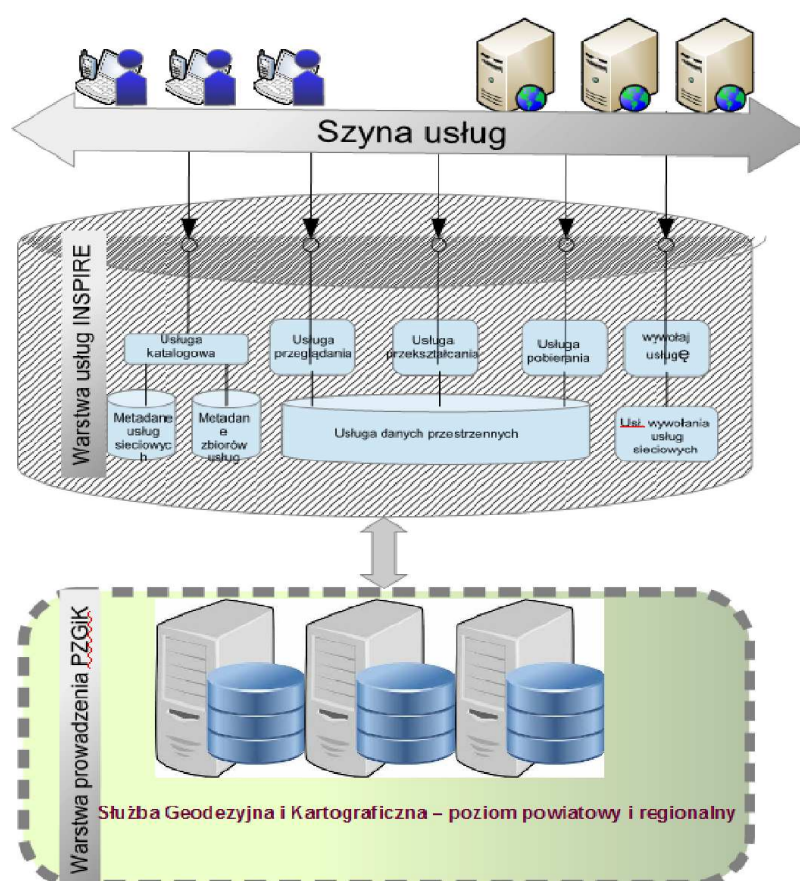 Szyna usług
Warstwa usług INSPIRE
Usługa
katalogowa
Usługa
przeglądania
Usługa
przekształcania
Usługa
pobierania
wywołaj
usługę
Metadane
usług
sieciowyc
h
Metadan
e
zbiorów
usług
Usługa danych przestrzennych
Usł. wywołania
usług
sieciowych
Warstwa prowadzenia PZGiK
Służba Geodezyjna i Kartograficzna – poziom powiatowy i regionalny